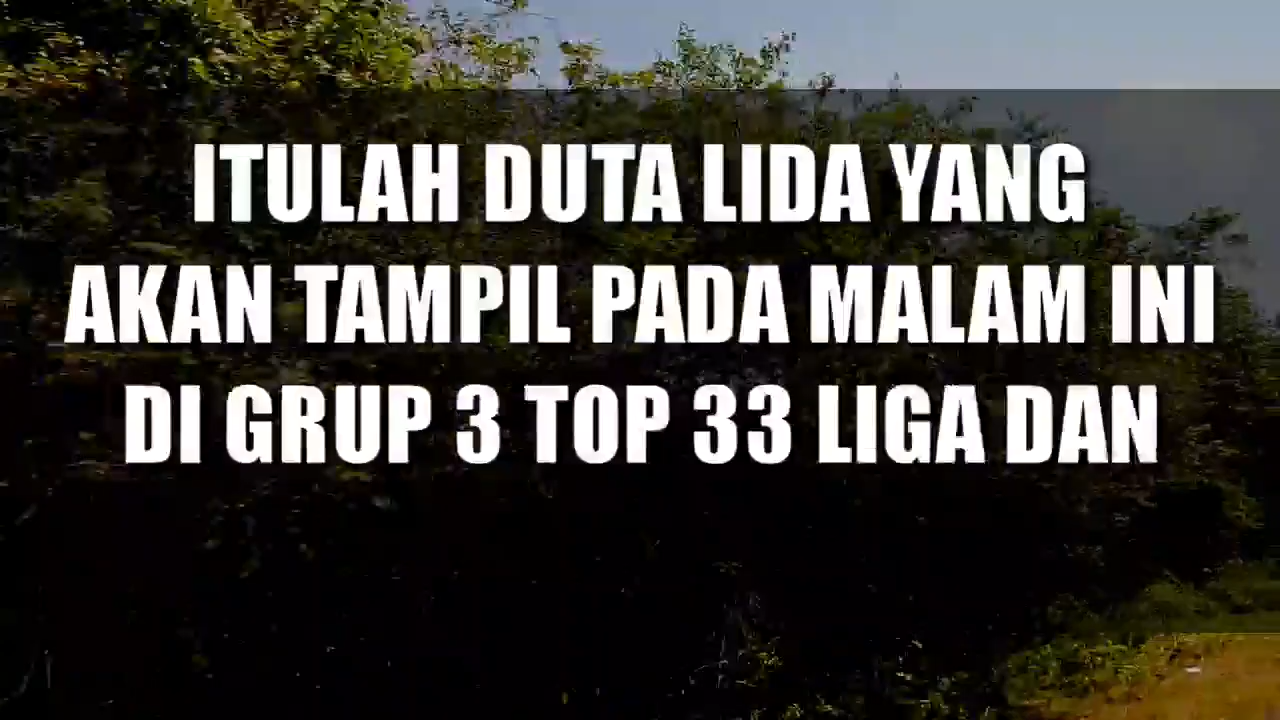 ITULAH DUTA LIDA YANG
AKAN TAMPIL PADA MALAM INI
DI GRUP 3 TOP 33 LIGA DAN